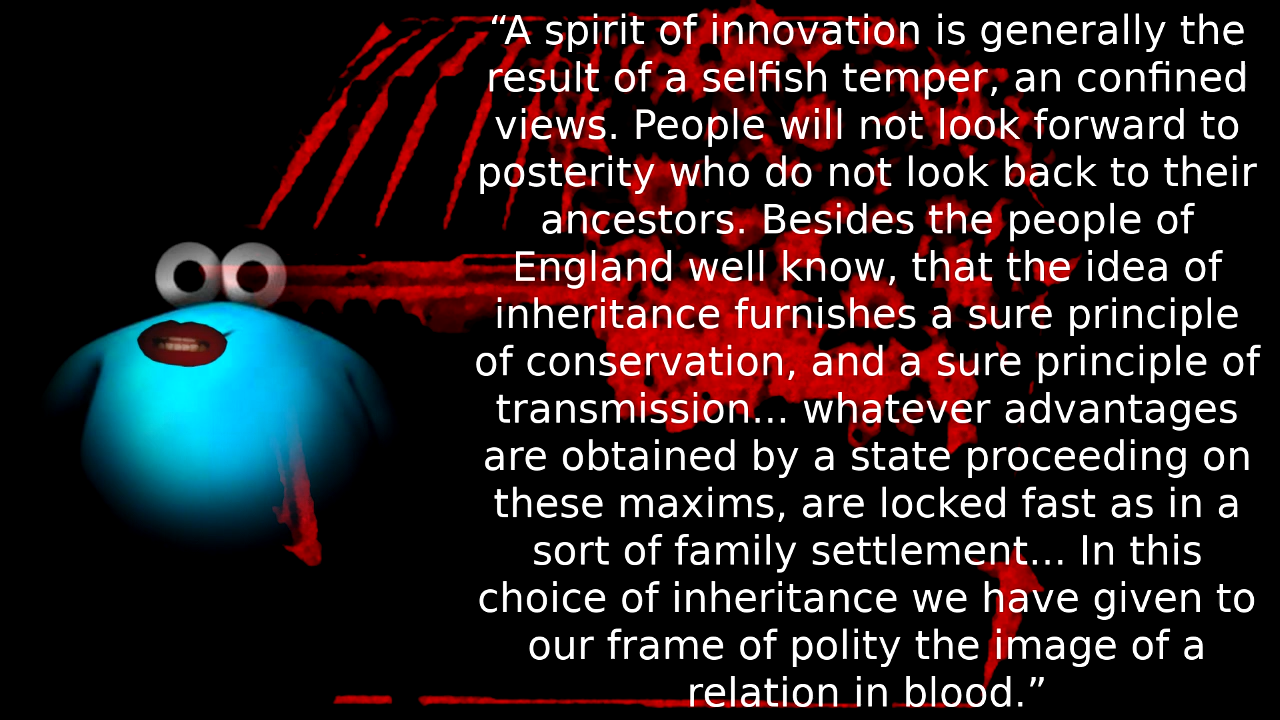 “A spirit of innovation is generally the
result of a selfish temper, an confined
views. People will not look forward to
posterity who do not look back to their
ancestors. Besides the people of
England well know, that the idea of
inheritance furnishes a sure principle
of conservation, and a sure principle of
transmission... whatever advantages
are obtained by a state proceeding on
these maxims, are locked fast as in a
sort of family settlement... In this
choice of inheritance we have given to
our frame of polity the image of a
relation in blood.”